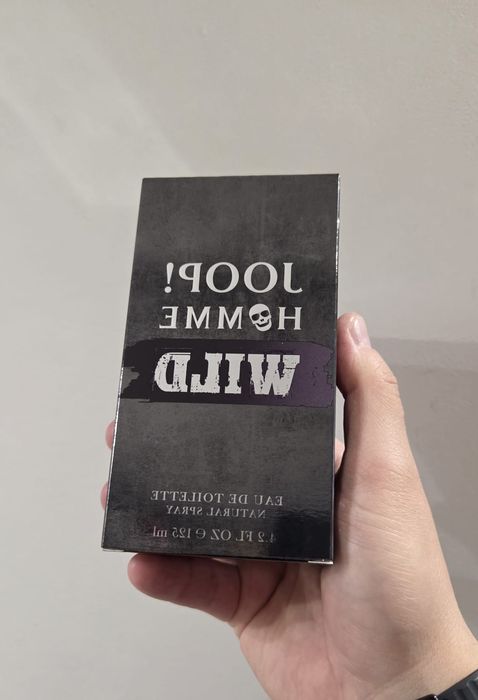 JOOP!
HOMME
WILD
EAU DE TOILETTE
NATURAL SPRAY
4.2 FL. OZ ℮ 125 ml